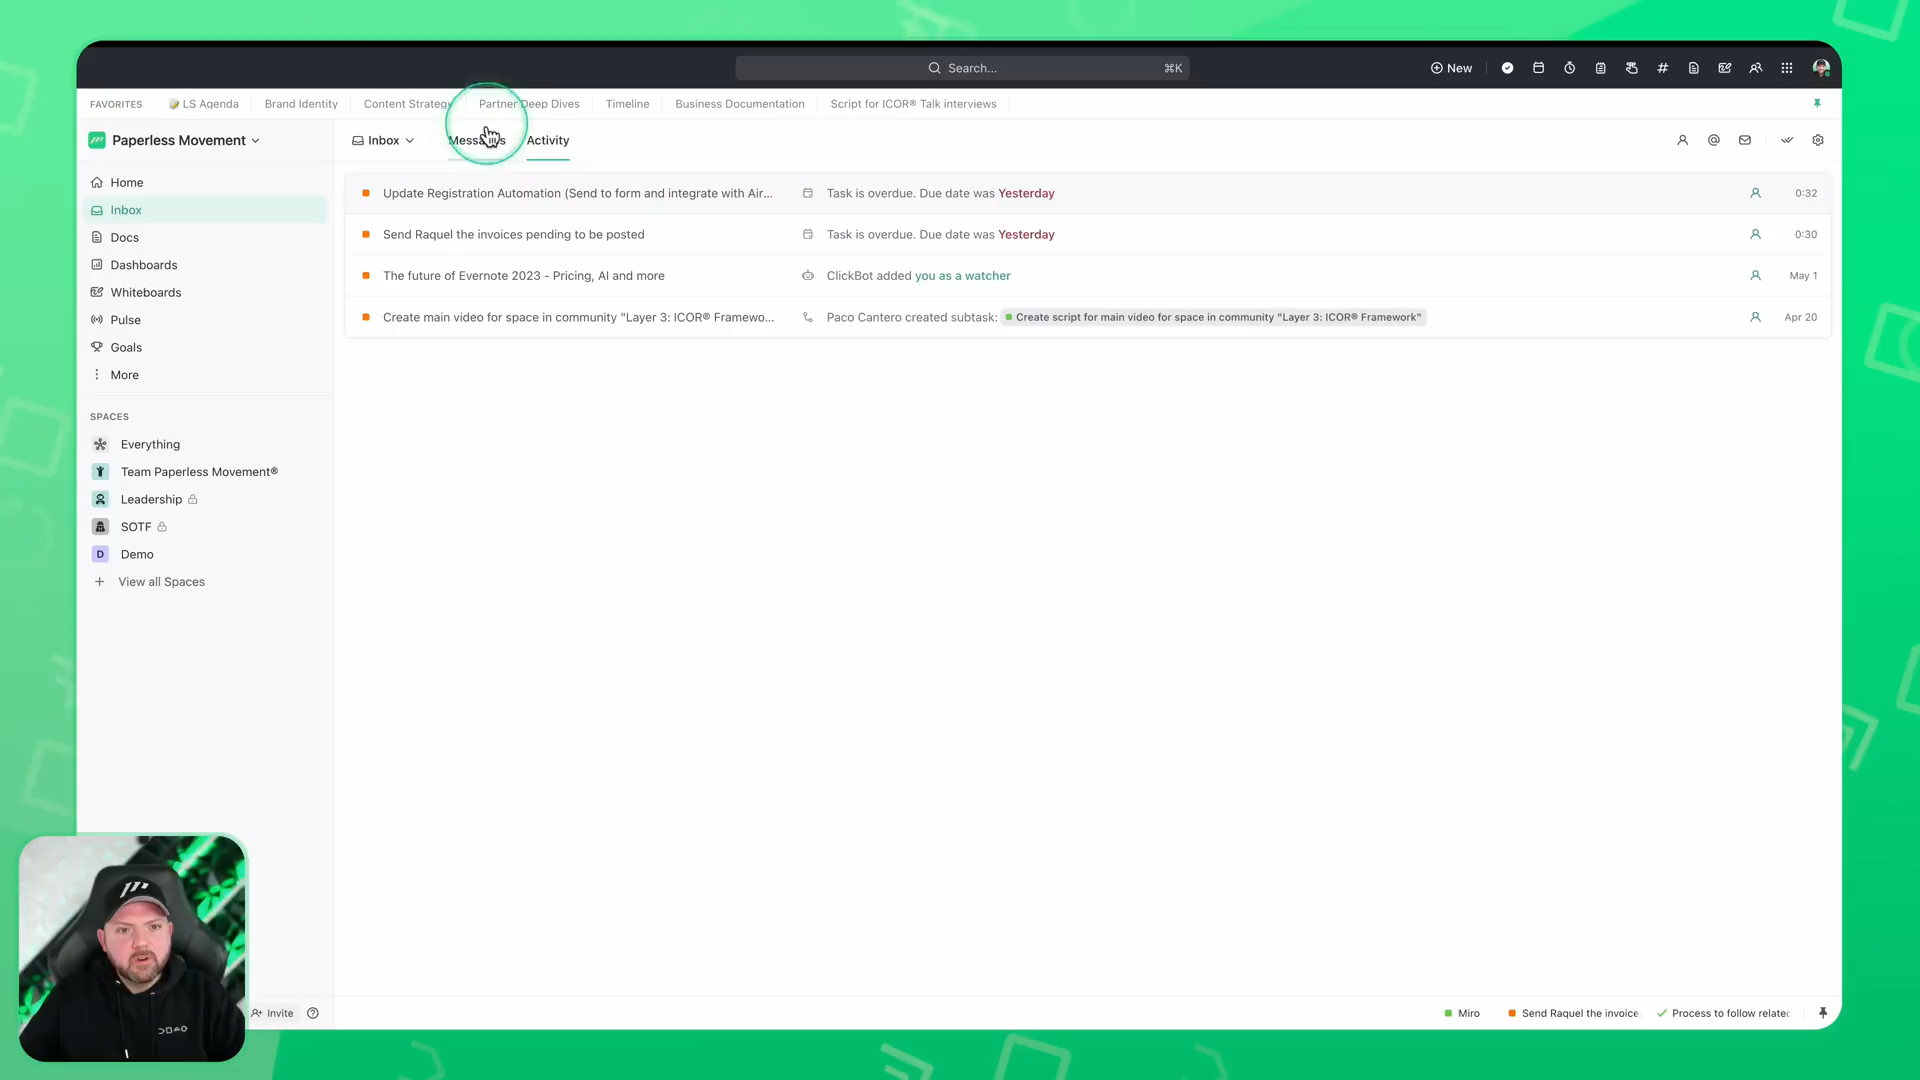 Search...
⌘K
New
FAVORITES
LS Agenda
Brand Identity
Content Strategy
Partner Deep Dives
Timeline
Business Documentation
Script for ICOR® Talk interviews
Paperless Movement
Inbox
Messages
Activity
Home
Inbox
Docs
Dashboards
Whiteboards
Pulse
Goals
More
SPACES
Everything
Team Paperless Movement®
Leadership
SOTF
D Demo
View all Spaces
Update Registration Automation (Send to form and integrate with Air... Task is overdue. Due date was Yesterday 0:32
Send Raquel the invoices pending to be posted Task is overdue. Due date was Yesterday 0:30
The future of Evernote 2023 - Pricing, AI and more ClickBot added you as a watcher May 1
Create main video for space in community "Layer 3: ICOR® Framewo... Paco Cantero created subtask: Create script for main video for space in community "Layer 3: ICOR® Framework" Apr 20
Invite
Miro
Send Raquel the invoice
Process to follow relate